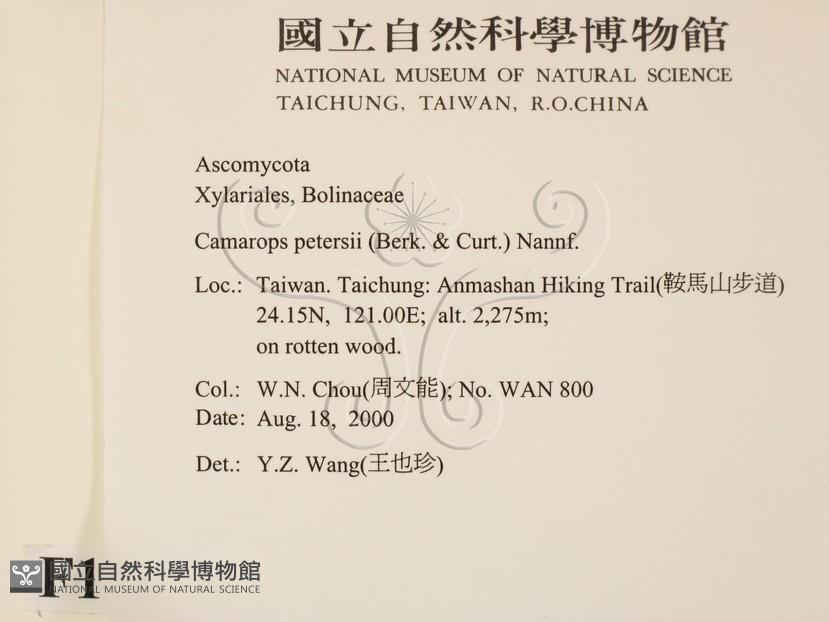 國立自然科學博物館
NATIONAL MUSEUM OF NATURAL SCIENCE
TAICHUNG, TAIWAN, R.O.CHINA
Ascomycota
Xylariales, Bolinaceae
Camarops petersii (Berk. & Curt.) Nannf.
Loc.: Taiwan. Taichung: Anmashan Hiking Trail(鞍馬山步道)
24.15N, 121.00E; alt. 2,275m;
on rotten wood.
Col.: W.N. Chou(周文能); No. WAN 800
Date: Aug. 18, 2000
Det.: Y.Z. Wang(王也珍)
F1
國立自然科學博物館
NATIONAL MUSEUM OF NATURAL SCIENCE